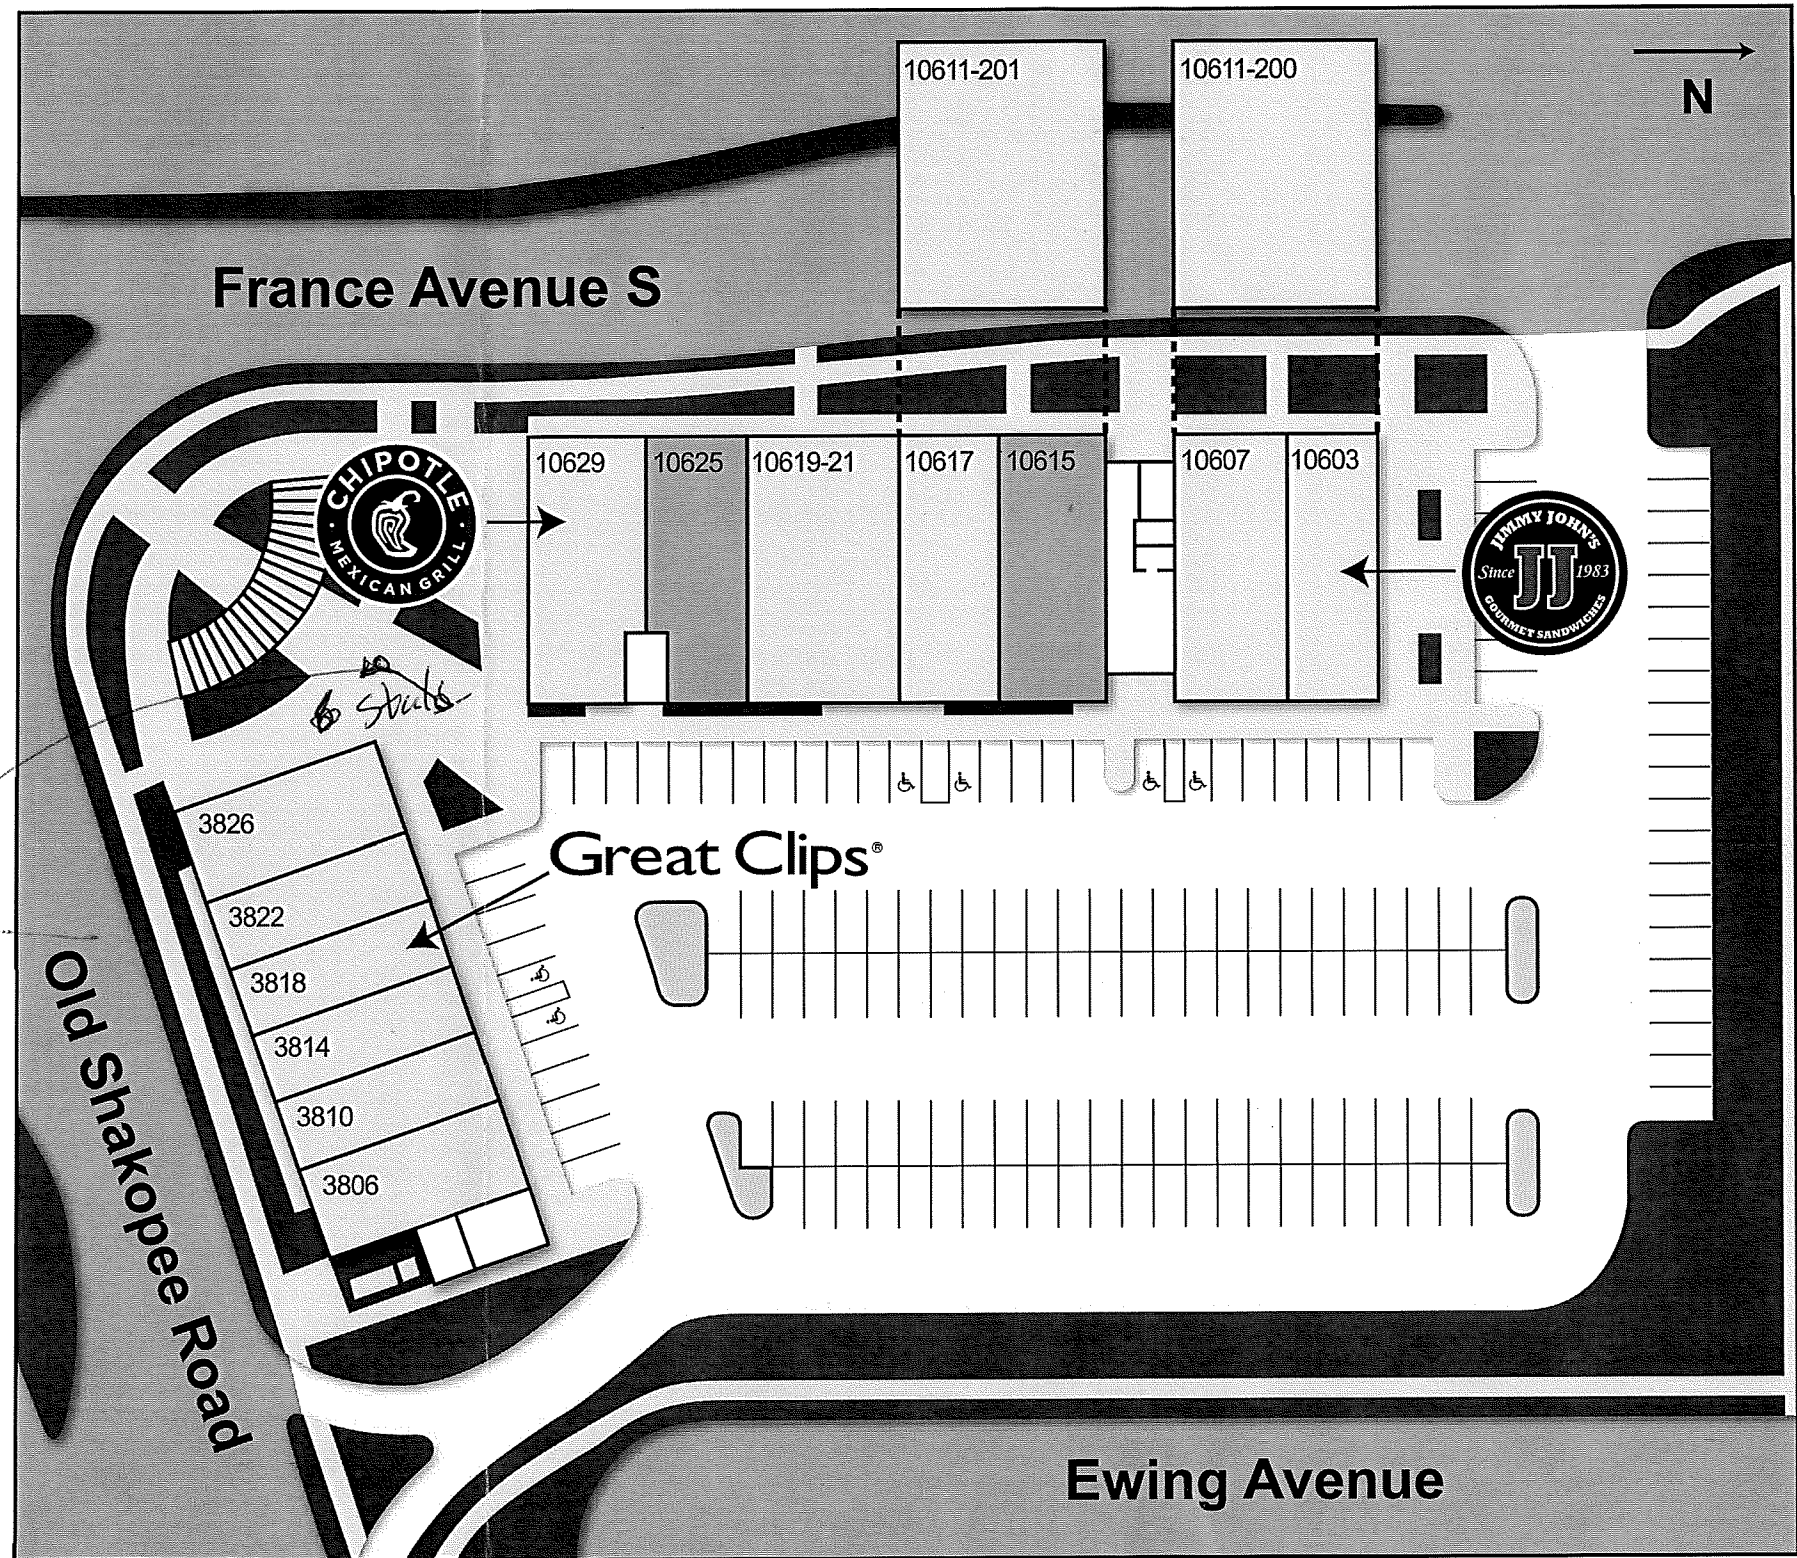 10611-201
10611-200
N
France Avenue S
10629
10625
10619-21
10617
10615
10607
10603
CHIPOTLE
MEXICAN GRILL
JIMMY JOHN'S
Since JJ 1983
GOURMET SANDWICHES
3826
Great Clips®
3822
3818
3814
3810
3806
Old Shakopee Road
Ewing Avenue